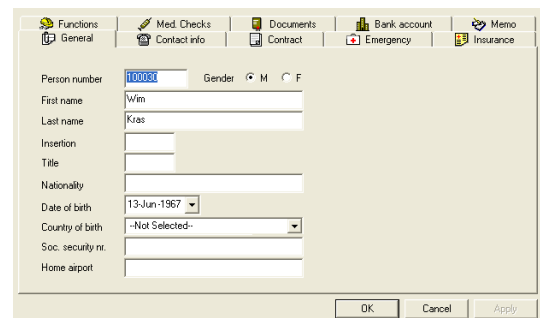 Functions Med. Checks Documents Bank account Memo
General Contact info Contract Emergency Insurance
Person number 100030 Gender M F
First name Wim
Last name Kras
Insertion
Title
Nationality
Date of birth 13-Jun-1967
Country of birth --Not Selected--
Soc. security nr.
Home airport
OK Cancel Apply